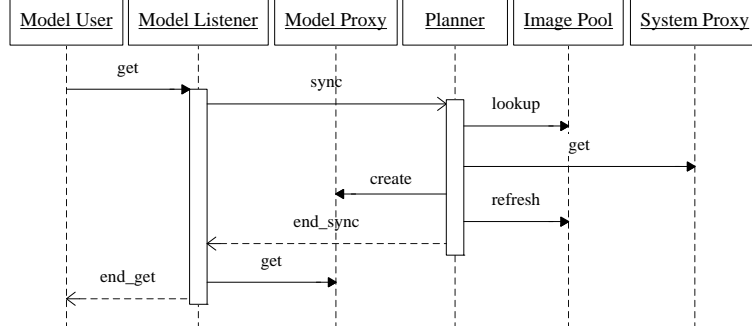 Model User Model Listener Model Proxy Planner Image Pool System Proxy
get
sync
lookup
get
create
refresh
end_sync
get
end_get